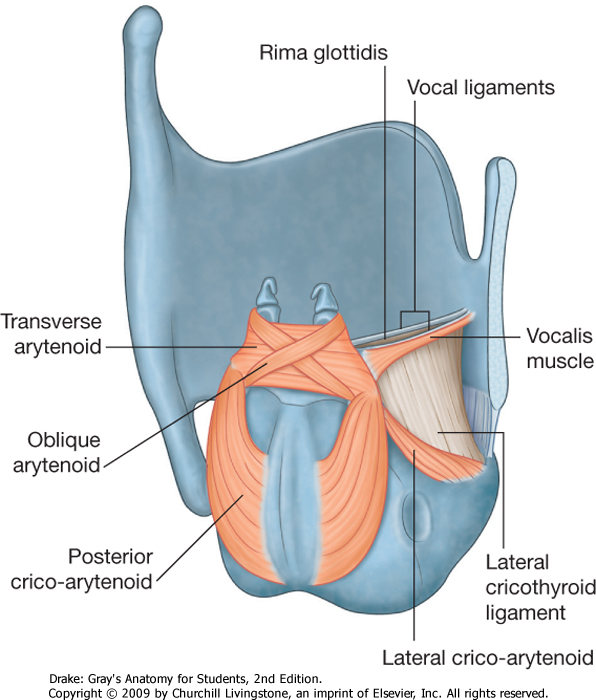 Rima glottidis
Vocal ligaments
Transverse
arytenoid
Vocalis
muscle
Oblique
arytenoid
Posterior
crico-arytenoid
Lateral
cricothyroid
ligament
Lateral crico-arytenoid
Drake: Gray's Anatomy for Students, 2nd Edition.
Copyright © 2009 by Churchill Livingstone, an imprint of Elsevier, Inc. All rights reserved.